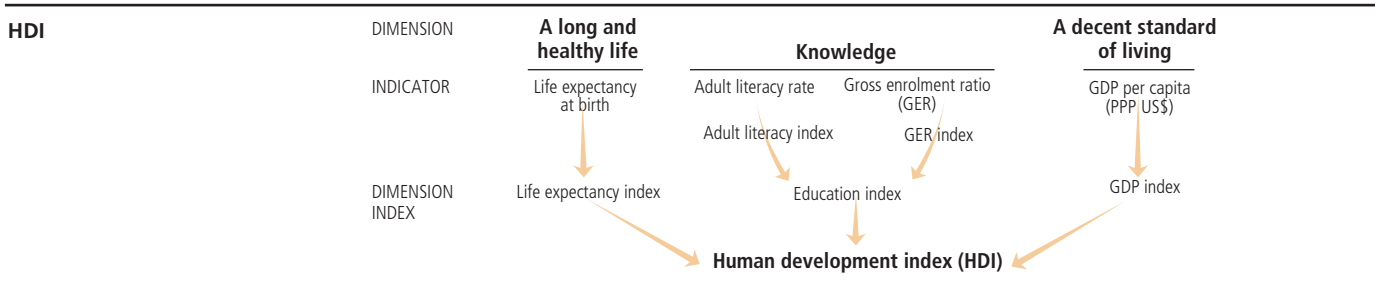 HDI
DIMENSION
A long and
healthy life
Knowledge
A decent standard
of living
INDICATOR
Life expectancy
at birth
Adult literacy rate
Gross enrolment ratio
(GER)
GDP per capita
(PPP US$)
Adult literacy index
GER index
DIMENSION
INDEX
Life expectancy index
Education index
GDP index
Human development index (HDI)